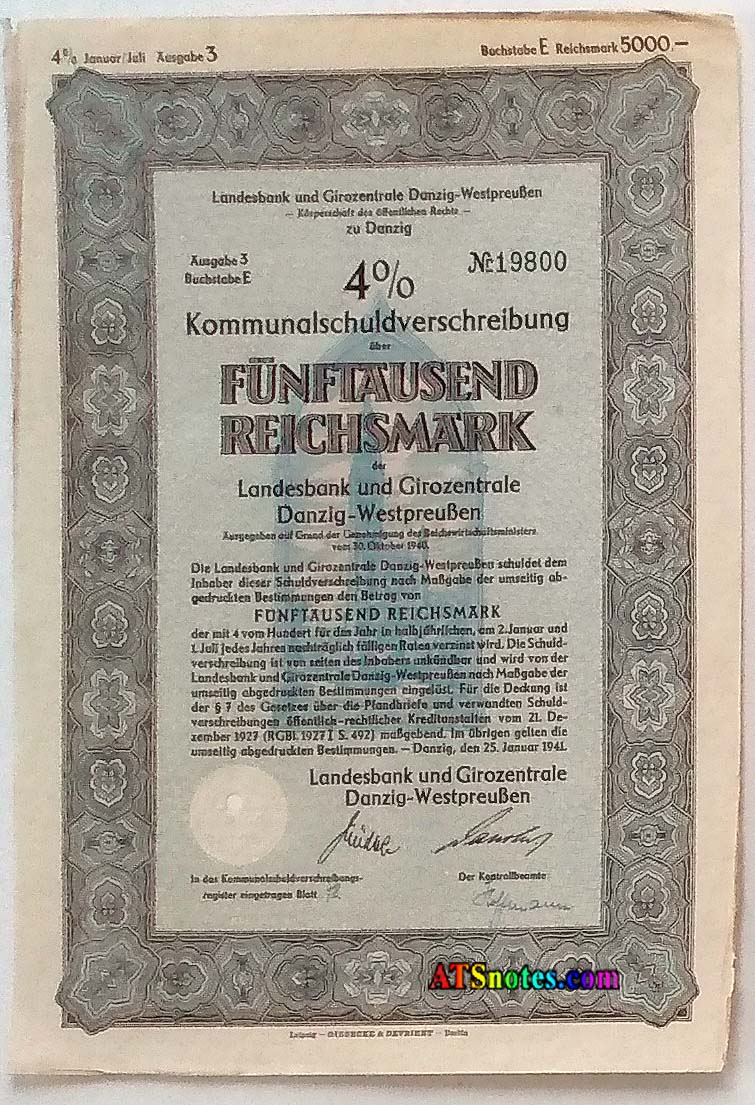 4% Januar/Juli Ausgabe 3
Buchstabe E Reichsmark 5000,—
Landesbank und Girozentrale Danzig-Westpreußen
— Körperschaft des öffentlichen Rechts —
zu Danzig
Ausgabe 3
Buchstabe E
4%
№ 19800
Kommunalschuldverschreibung
über
FÜNFTAUSEND
REICHSMARK
der
Landesbank und Girozentrale
Danzig-Westpreußen
Ausgegeben auf Grund der Genehmigung des Reichswirtschaftsministers
vom 30. Oktober 1940.
Die Landesbank und Girozentrale Danzig-Westpreußen schuldet dem
Inhaber dieser Schuldverschreibung nach Maßgabe der umseitig ab-
gedruckten Bestimmungen den Betrag von
FÜNFTAUSEND REICHSMARK
der mit 4 vom Hundert für das Jahr in halbjährlichen, am 2. Januar und
1. Juli jedes Jahres nachträglich fälligen Raten verzinst wird. Die Schuld-
verschreibung ist von seiten des Inhabers unkündbar und wird von der
Landesbank und Girozentrale Danzig-Westpreußen nach Maßgabe der
umseitig abgedruckten Bestimmungen eingelöst. Für die Deckung ist
der § 7 des Gesetzes über die Pfandbriefe und verwandten Schuld-
verschreibungen öffentlich-rechtlicher Kreditanstalten vom 21. De-
zember 1927 (RGBl. 1927 I S. 492) maßgebend. Im übrigen gelten die
umseitig abgedruckten Bestimmungen. — Danzig, den 25. Januar 1941.
Landesbank und Girozentrale
Danzig-Westpreußen
In das Kommunalschuldverschreibungs-
register eingetragen Blatt
Der Kontrollbeamte
ATSnotes.com
Leipzig — GIESECKE & DEVRIENT — Berlin